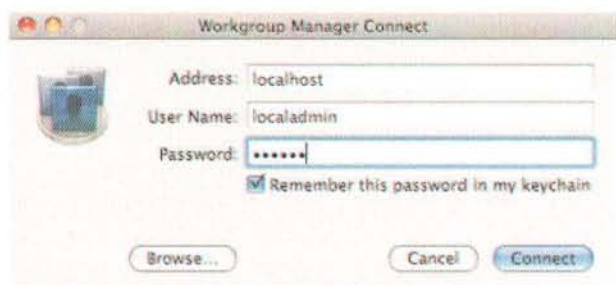 Workgroup Manager Connect
Address: localhost
User Name: localadmin
Password: ••••••
Remember this password in my keychain
Browse... Cancel Connect